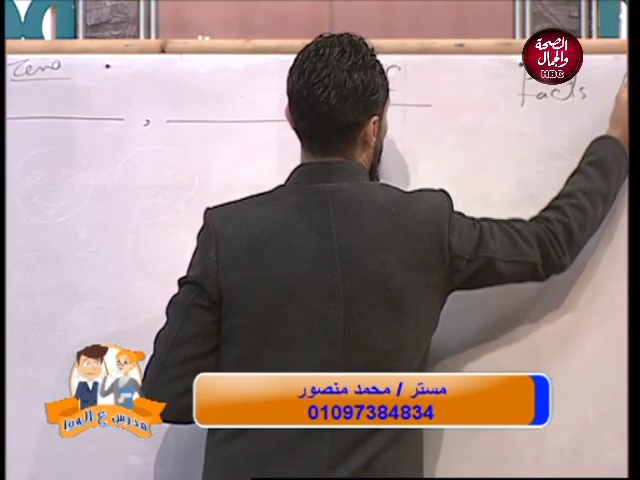 الصحة
والجمال
HBC
zero
facts
,
مدرس ع الهوا
مستر / محمد منصور
01097384834